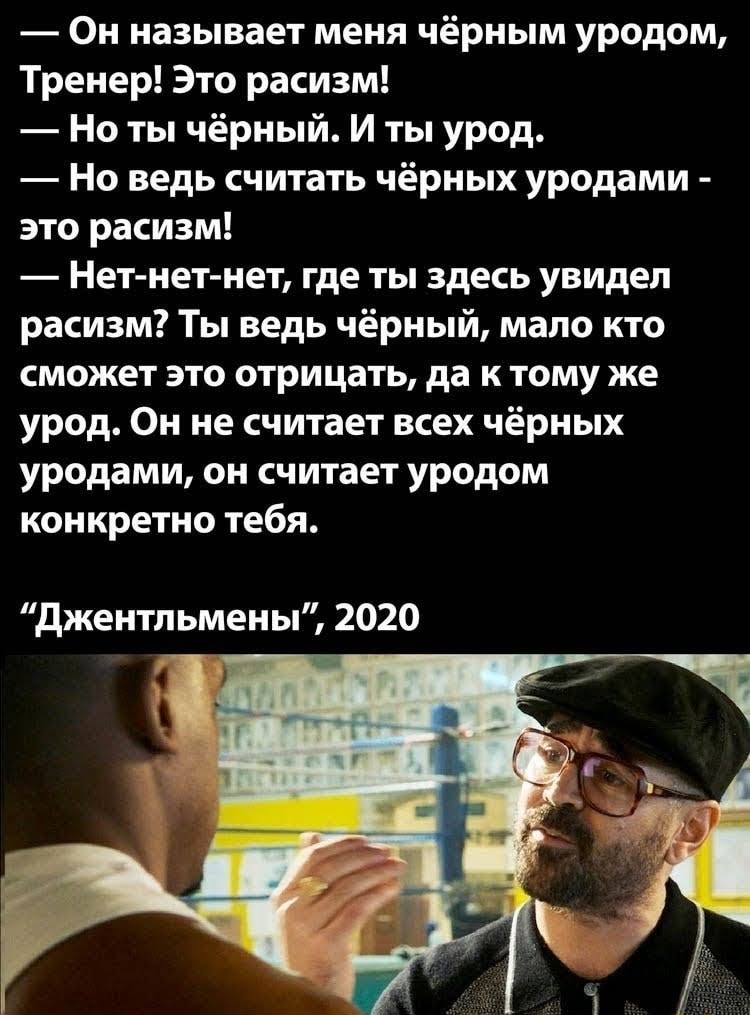 — Он называет меня чёрным уродом,
Тренер! Это расизм!
— Но ты чёрный. И ты урод.
— Но ведь считать чёрных уродами -
это расизм!
— Нет-нет-нет, где ты здесь увидел
расизм? Ты ведь чёрный, мало кто
сможет это отрицать, да к тому же
урод. Он не считает всех чёрных
уродами, он считает уродом
конкретно тебя.
“Джентльмены”, 2020